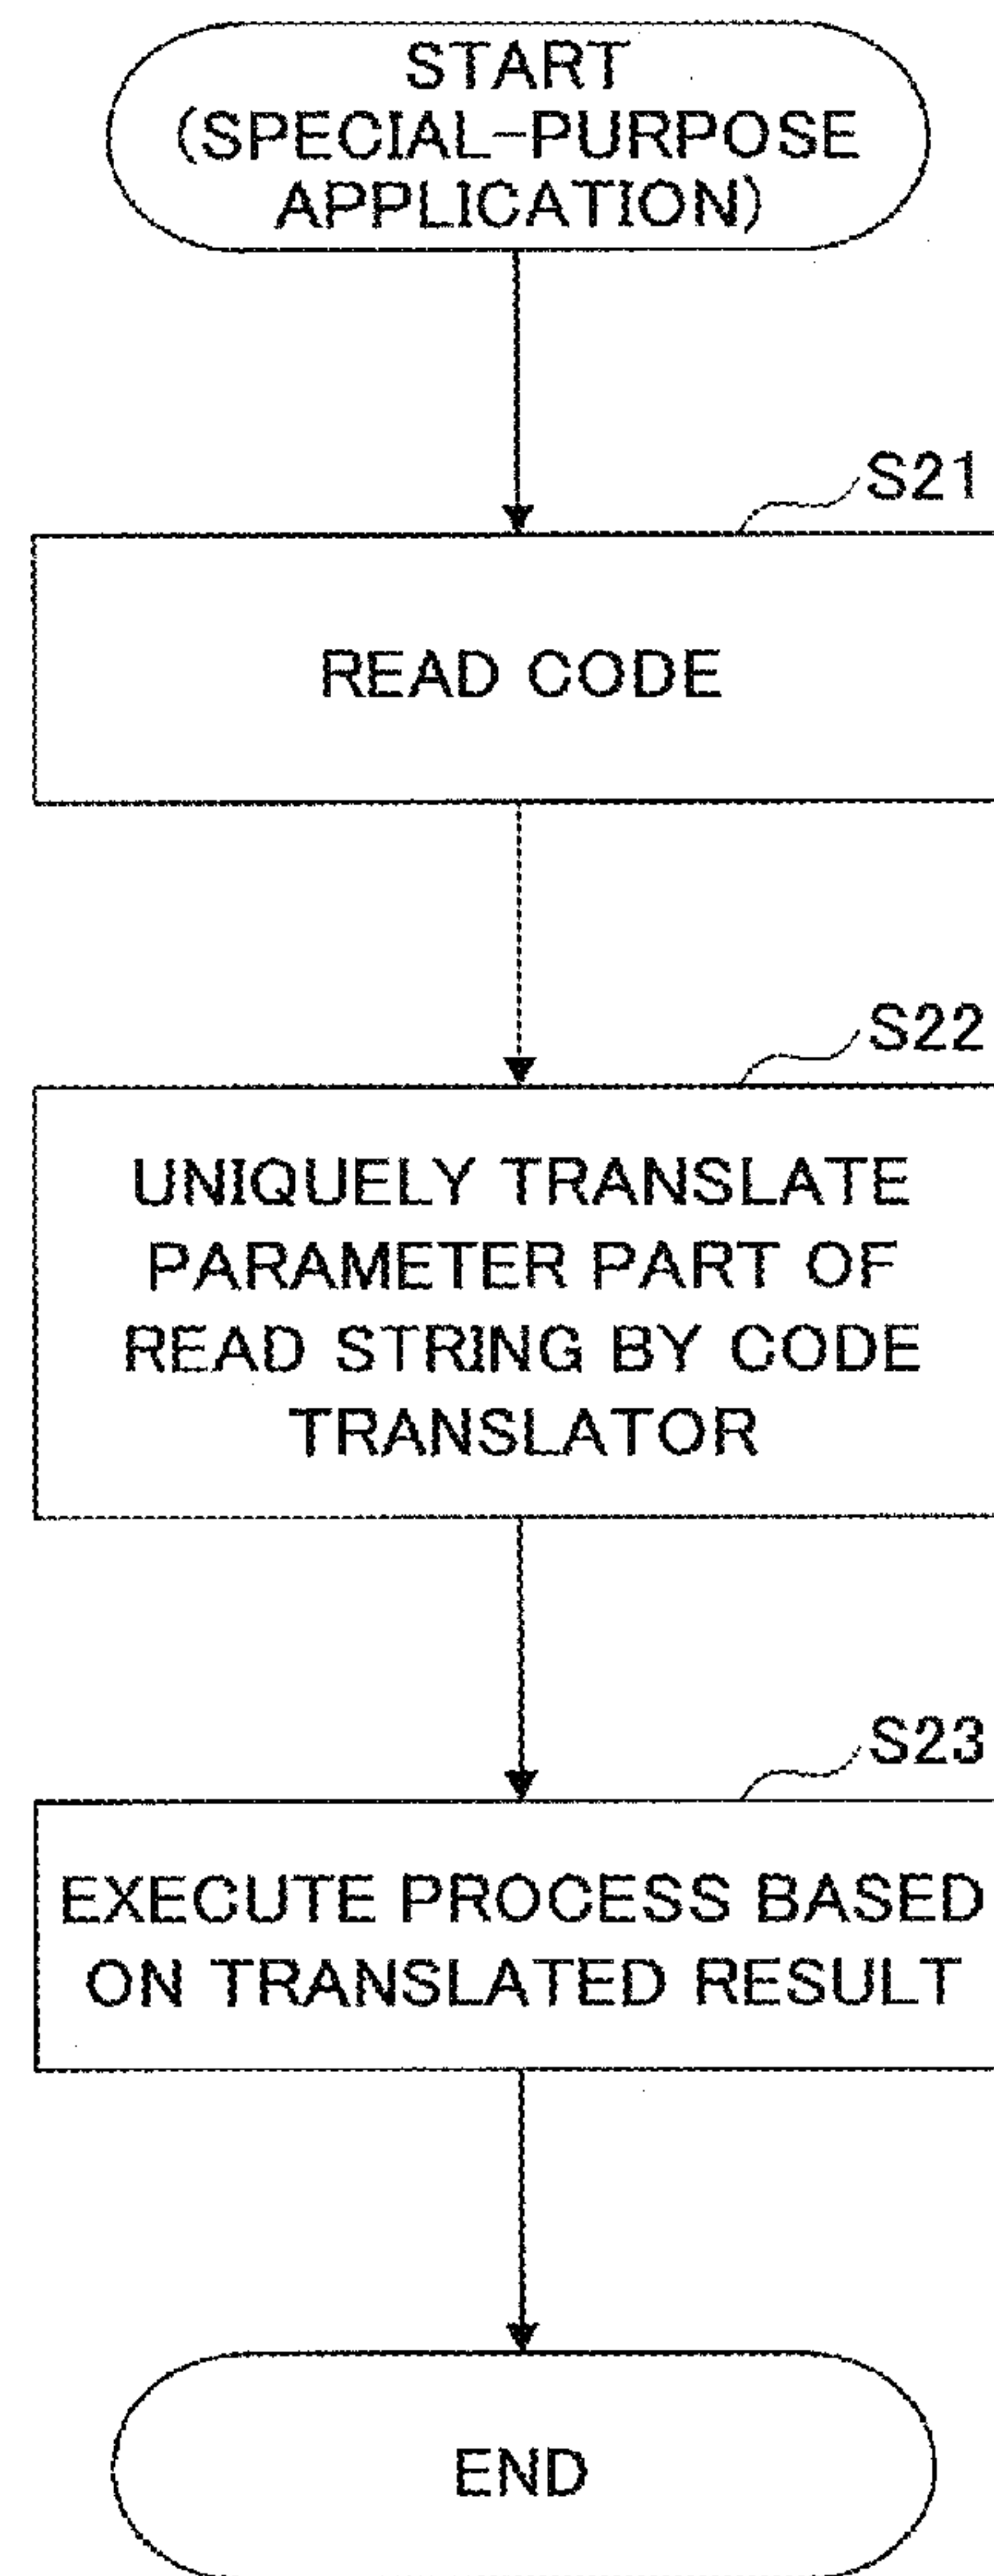 START
(SPECIAL-PURPOSE
APPLICATION)
S21
READ CODE
S22
UNIQUELY TRANSLATE
PARAMETER PART OF
READ STRING BY CODE
TRANSLATOR
S23
EXECUTE PROCESS BASED
ON TRANSLATED RESULT
END